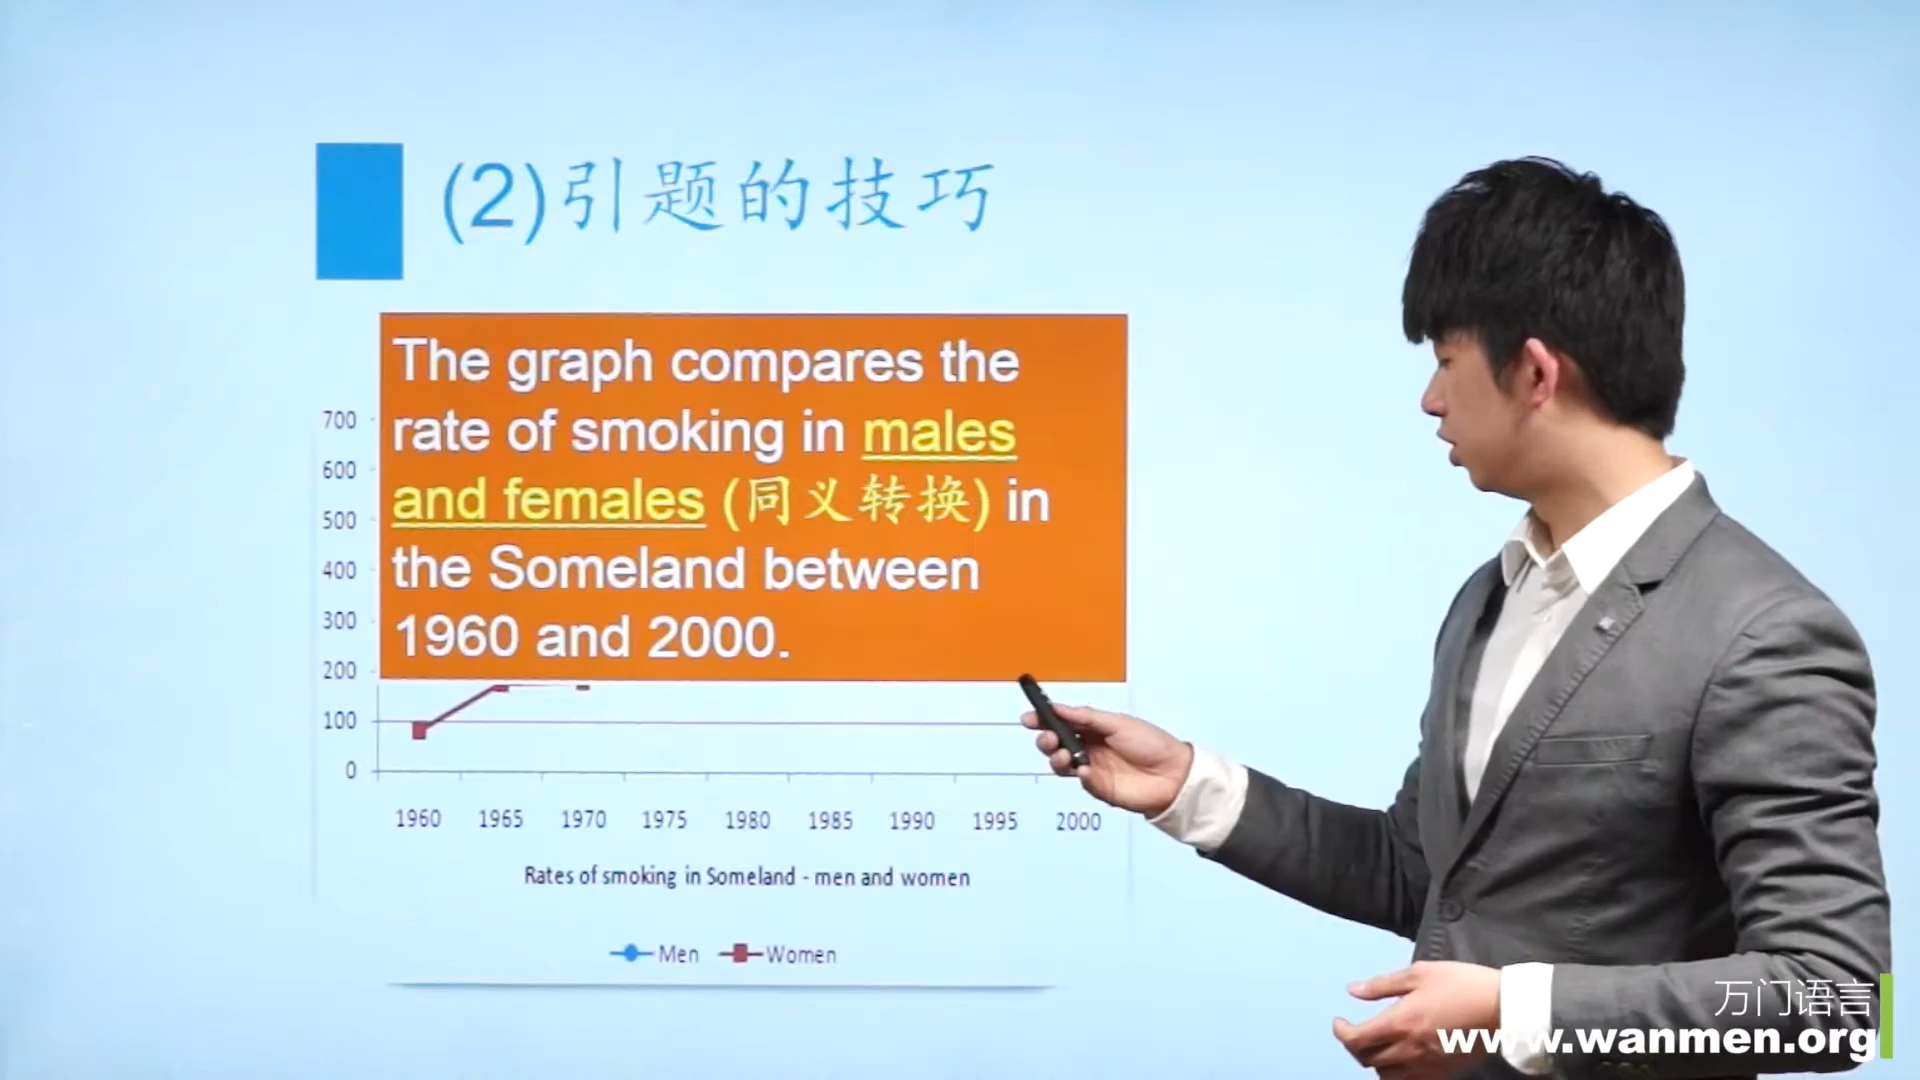 (2)引题的技巧
The graph compares the
rate of smoking in males
and females (同义转换) in
the Someland between
1960 and 2000.
700
600
500
400
300
200
100
0
1960 1965 1970 1975 1980 1985 1990 1995 2000
Rates of smoking in Someland - men and women
Men Women
万门语言
www.wanmen.org